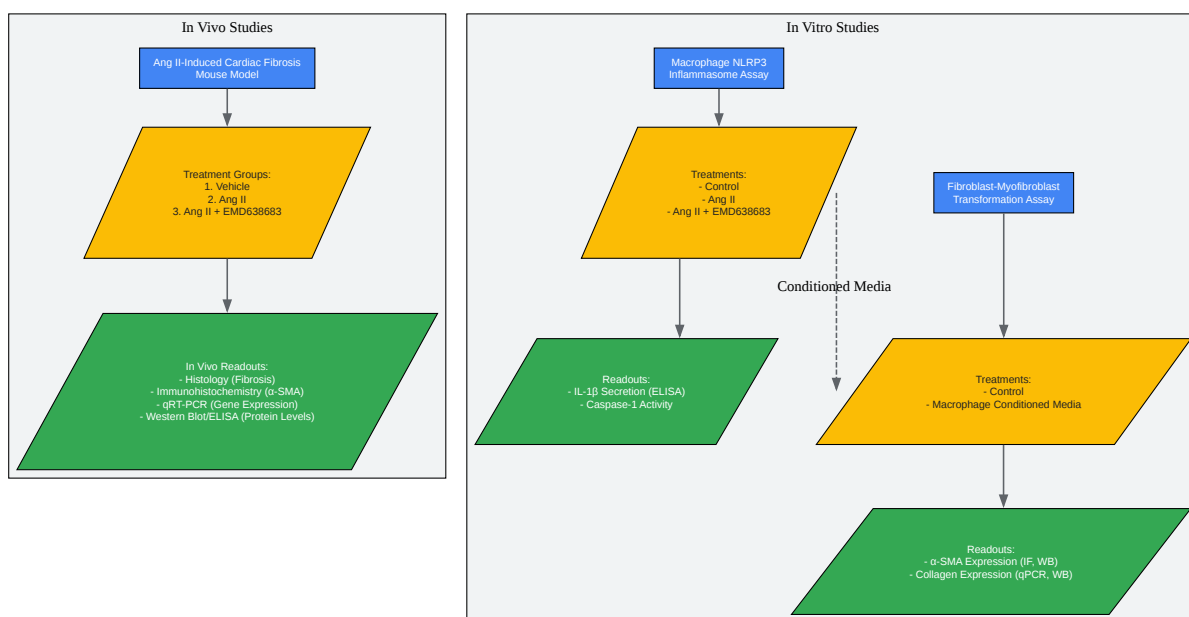 In Vivo Studies
Ang II-Induced Cardiac Fibrosis
Mouse Model
Treatment Groups:
1. Vehicle
2. Ang II
3. Ang II + EMD638683
In Vivo Readouts:
- Histology (Fibrosis)
- Immunohistochemistry (α-SMA)
- qRT-PCR (Gene Expression)
- Western Blot/ELISA (Protein Levels)
In Vitro Studies
Macrophage NLRP3
Inflammasome Assay
Treatments:
- Control
- Ang II
- Ang II + EMD638683
Conditioned Media
Readouts:
- IL-1β Secretion (ELISA)
- Caspase-1 Activity
Fibroblast-Myofibroblast
Transformation Assay
Treatments:
- Control
- Macrophage Conditioned Media
Readouts:
- α-SMA Expression (IF, WB)
- Collagen Expression (qPCR, WB)